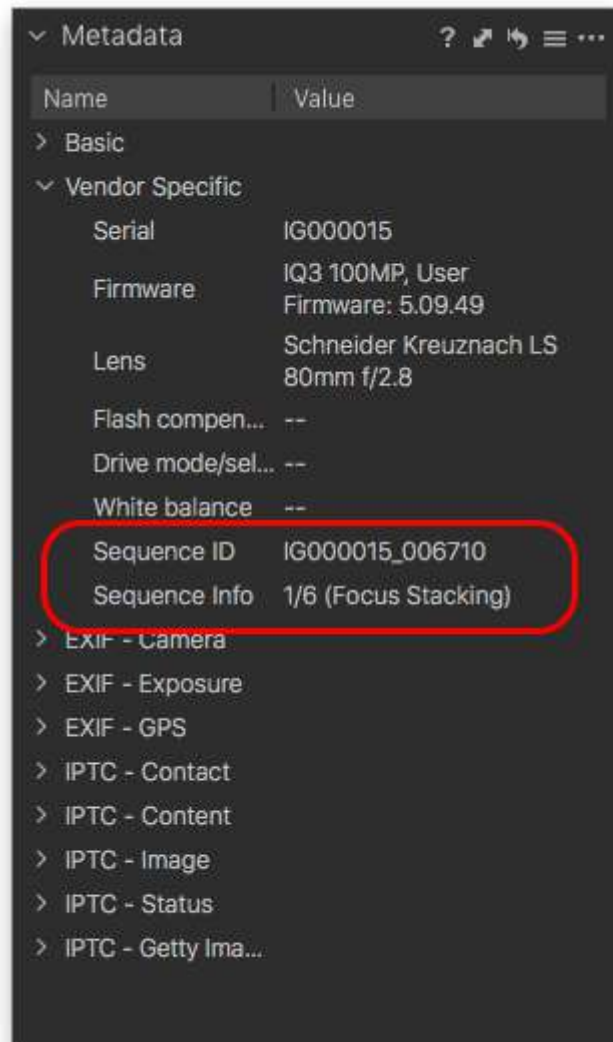 Metadata ? ...
Name Value
Basic
Vendor Specific
Serial IG000015
Firmware IQ3 100MP, User
Firmware: 5.09.49
Lens Schneider Kreuznach LS
80mm f/2.8
Flash compen... --
Drive mode/sel... --
White balance --
Sequence ID IG000015_006710
Sequence Info 1/6 (Focus Stacking)
EXIF - Camera
EXIF - Exposure
EXIF - GPS
IPTC - Contact
IPTC - Content
IPTC - Image
IPTC - Status
IPTC - Getty Ima...